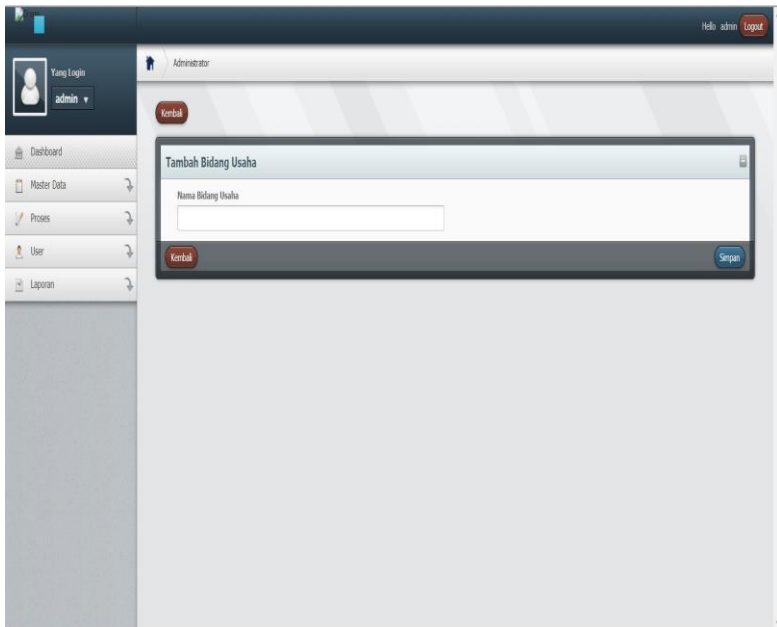 Hello admin Logout
Yang Login
admin
Administrator
Kembali
Dashboard
Master Data
Proses
User
Laporan
Tambah Bidang Usaha
Nama Bidang Usaha
Kembali
Simpan